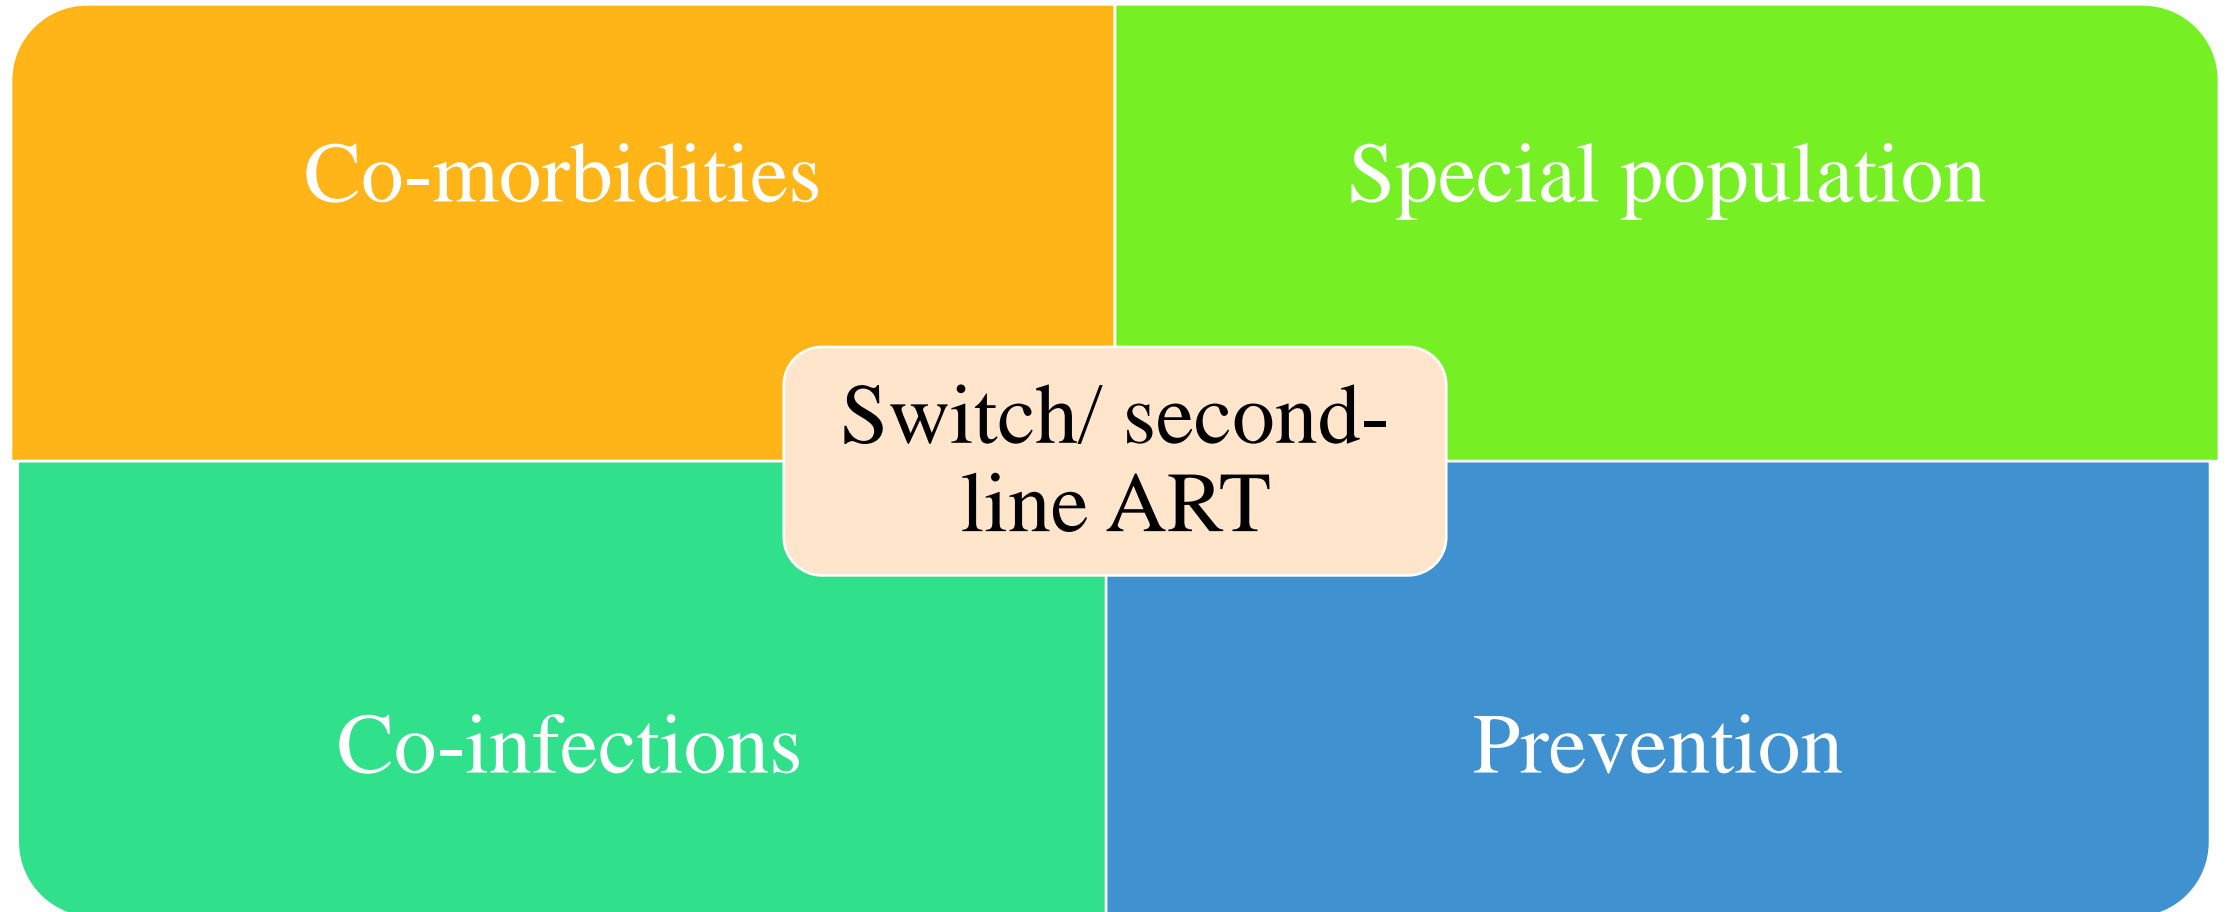 Co-morbidities
Special population
Switch/ second-
line ART
Co-infections
Prevention